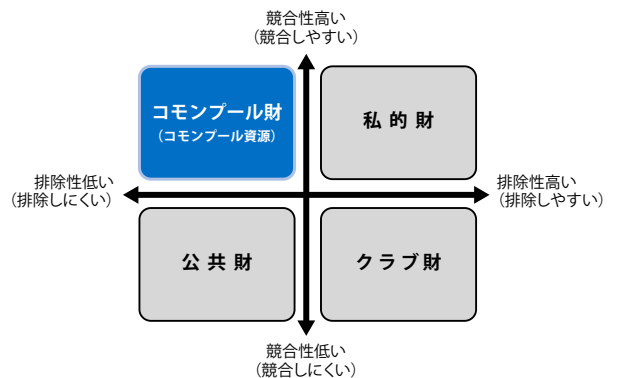 競合性高い
（競合しやすい）
コモンプール財
（コモンプール資源）
私的財
排除性低い
（排除しにくい）
排除性高い
（排除しやすい）
公共財
クラブ財
競合性低い
（競合しにくい）